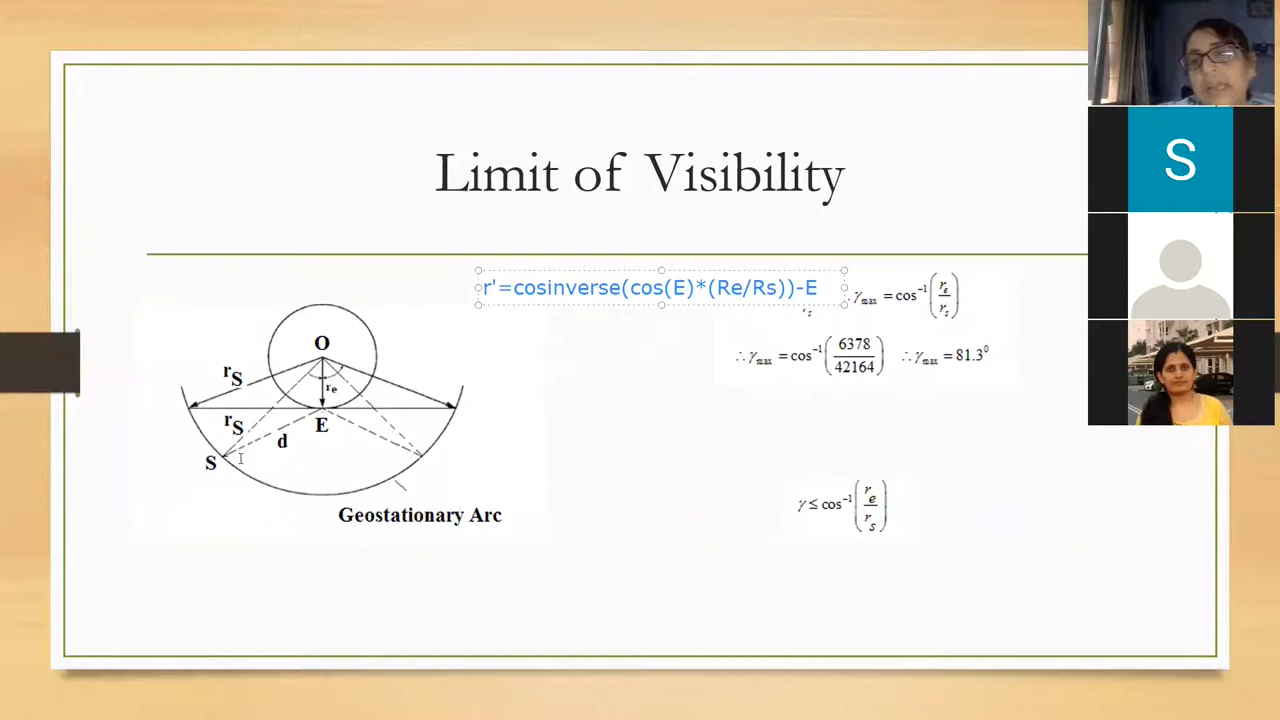 Limit of Visibility
r'=cosinverse(cos(E)*(Re/Rs))-E
γmax = cos⁻¹(re/rs)
∴ γmax = cos⁻¹(6378/42164) ∴ γmax = 81.3⁰
O
rS
re
rS
E
d
S
Geostationary Arc
γ ≤ cos⁻¹(re/rs)
S